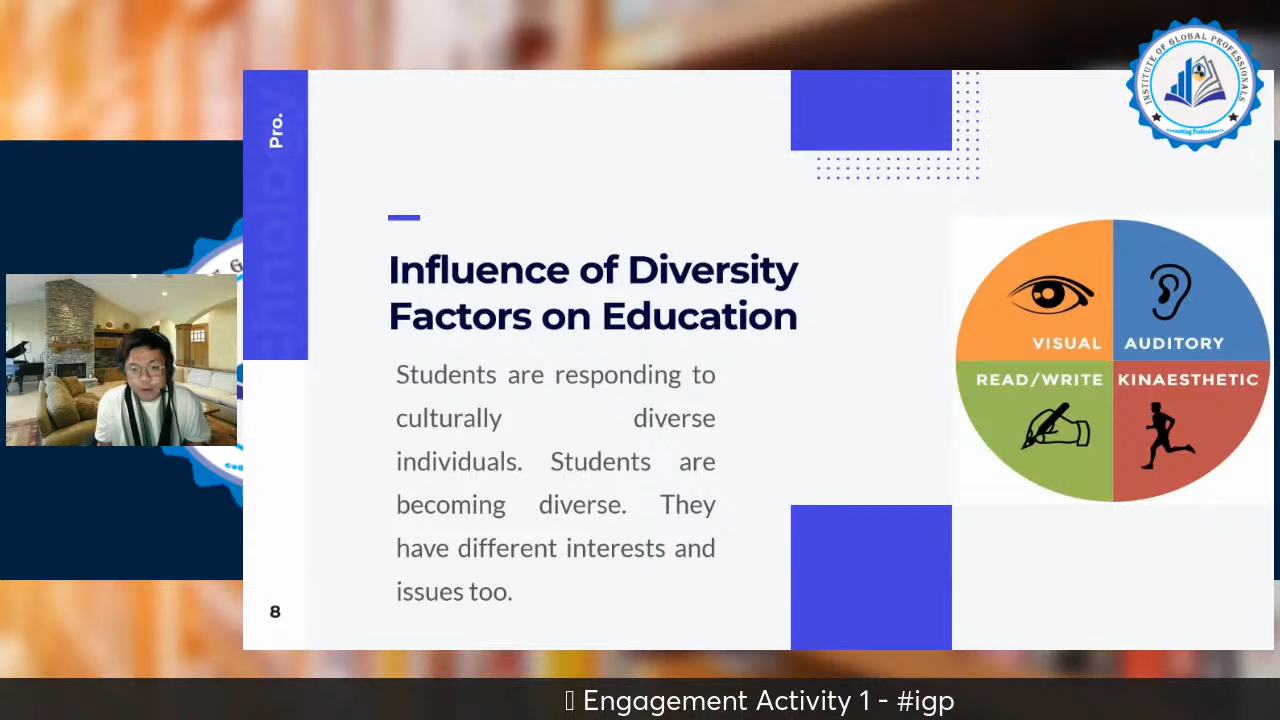 INSTITUTE OF GLOBAL PROFESSIONALS
Consulting Professionals
Pro.
Influence of Diversity
Factors on Education
Students are responding to
culturally diverse
individuals. Students are
becoming diverse. They
have different interests and
issues too.
VISUAL
AUDITORY
READ/WRITE
KINAESTHETIC
8
Engagement Activity 1 - #igp